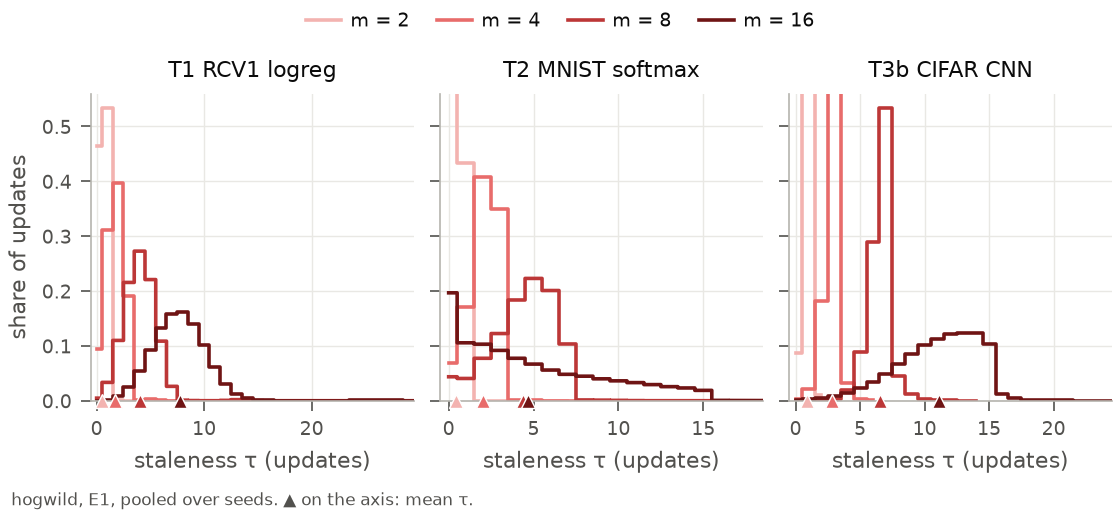 m = 2 m = 4 m = 8 m = 16
T1 RCV1 logreg T2 MNIST softmax T3b CIFAR CNN
share of updates
0.5
0.4
0.3
0.2
0.1
0.0
0 10 20 0 5 10 15 0 5 10 15 20
staleness τ (updates) staleness τ (updates) staleness τ (updates)
hogwild, E1, pooled over seeds. ▲ on the axis: mean τ.